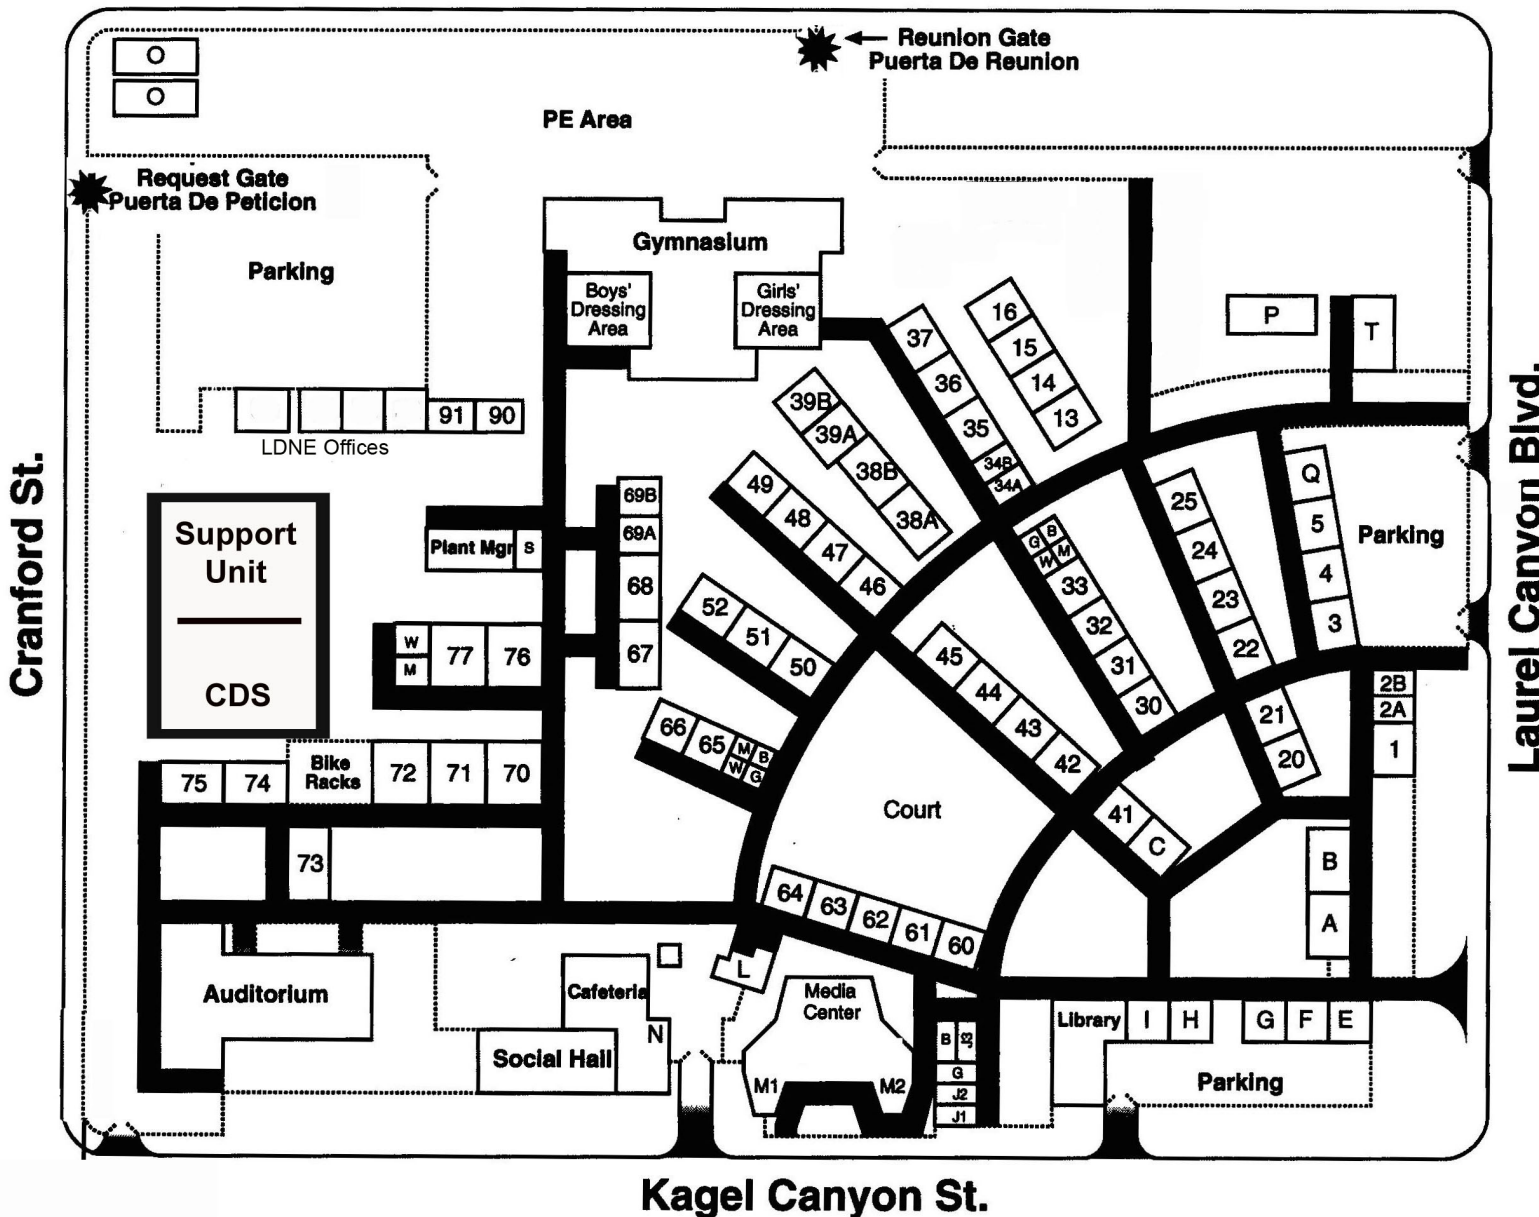 Reunion Gate
Puerta De Reunion
O
O
PE Area
Request Gate
Puerta De Peticion
Parking
Gymnasium
Boys'
Dressing
Area
Girls'
Dressing
Area
91
90
LDNE Offices
37
36
35
34B
34A
16
15
14
13
P
T
39B
39A
38B
38A
49
48
47
46
G
B
W
M
33
32
31
30
25
24
23
22
21
20
Q
5
4
3
Parking
2B
2A
1
Support
Unit
CDS
Plant Mgr
S
69B
69A
68
67
W
M
77
76
52
51
50
66
65
M
B
W
G
45
44
43
42
41
C
Court
75
74
Bike
Racks
72
71
70
73
64
63
62
61
60
B
A
Auditorium
Cafeteria
N
Social Hall
L
Media
Center
M1
M2
B
J3
G
J2
J1
Library
I
H
G
F
E
Parking
Cranford St.
Laurel Canyon Blvd.
Kagel Canyon St.